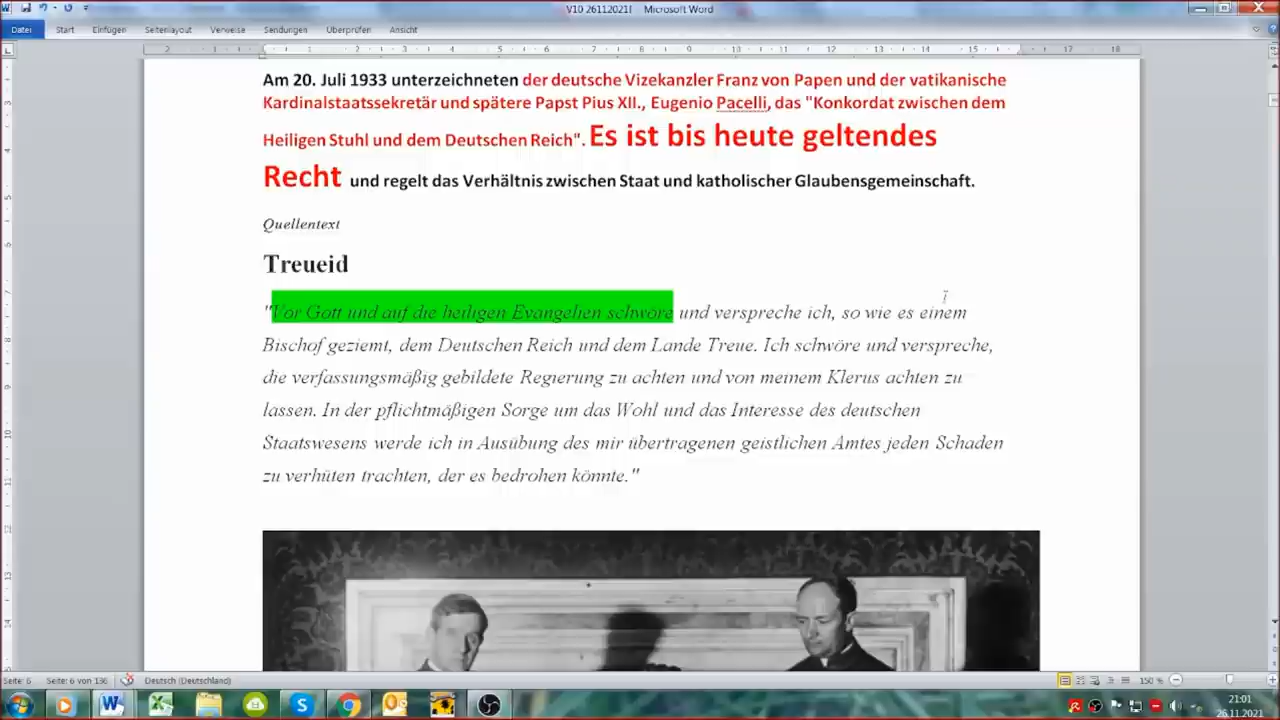 V10 26112021[ - Microsoft Word
Datei Start Einfügen Seitenlayout Verweise Sendungen Überprüfen Ansicht
Am 20. Juli 1933 unterzeichneten der deutsche Vizekanzler Franz von Papen und der vatikanische
Kardinalstaatssekretär und spätere Papst Pius XII., Eugenio Pacelli, das "Konkordat zwischen dem
Heiligen Stuhl und dem Deutschen Reich". Es ist bis heute geltendes
Recht und regelt das Verhältnis zwischen Staat und katholischer Glaubensgemeinschaft.
Quellentext
Treueid
"Vor Gott und auf die heiligen Evangelien schwöre und verspreche ich, so wie es einem
Bischof geziemt, dem Deutschen Reich und dem Lande Treue. Ich schwöre und verspreche,
die verfassungsmäßig gebildete Regierung zu achten und von meinem Klerus achten zu
lassen. In der pflichtmäßigen Sorge um das Wohl und das Interesse des deutschen
Staatswesens werde ich in Ausübung des mir übertragenen geistlichen Amtes jeden Schaden
zu verhüten trachten, der es bedrohen könnte."
Seite: 6 Seite: 6 von 136 Deutsch (Deutschland) 150 %
21:01
26.11.2021